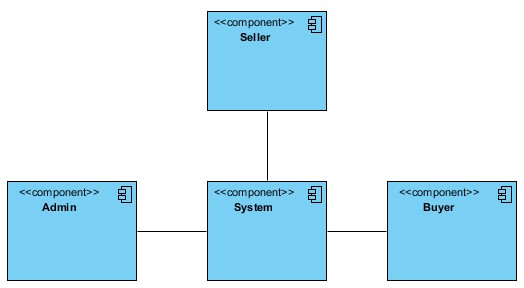 <<component>>
Seller
<<component>>
Admin
<<component>>
System
<<component>>
Buyer